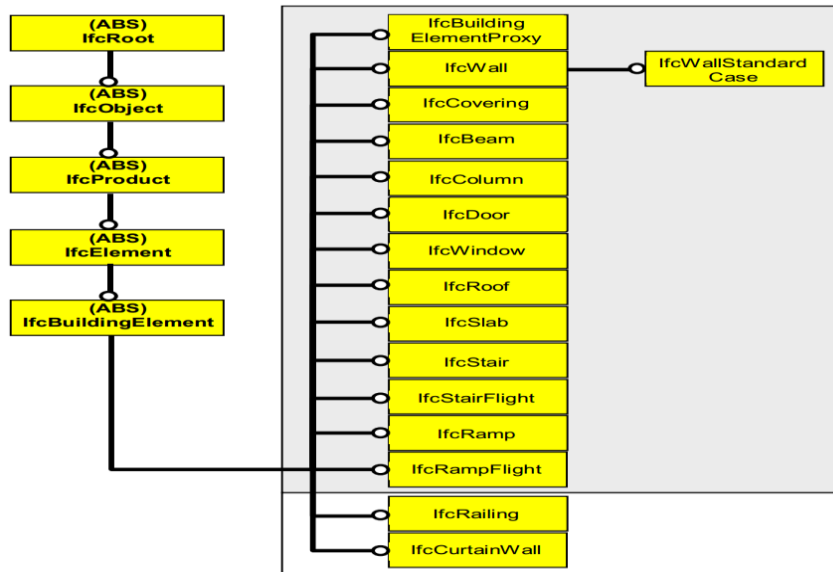 (ABS)
IfcRoot
(ABS)
IfcObject
(ABS)
IfcProduct
(ABS)
IfcElement
(ABS)
IfcBuildingElement
IfcBuilding
ElementProxy
IfcWall
IfcWallStandard
Case
IfcCovering
IfcBeam
IfcColumn
IfcDoor
IfcWindow
IfcRoof
IfcSlab
IfcStair
IfcStairFlight
IfcRamp
IfcRampFlight
IfcRailing
IfcCurtainWall